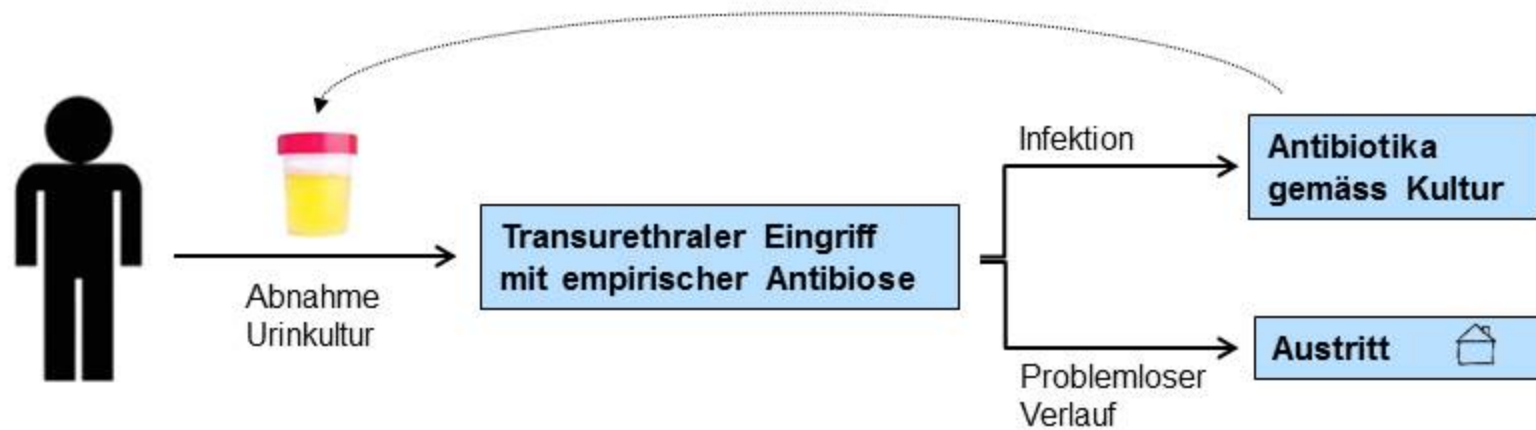 Abnahme
Urinkultur
Transurethraler Eingriff
mit empirischer Antibiose
Infektion
Antibiotika
gemäss Kultur
Problemloser
Verlauf
Austritt